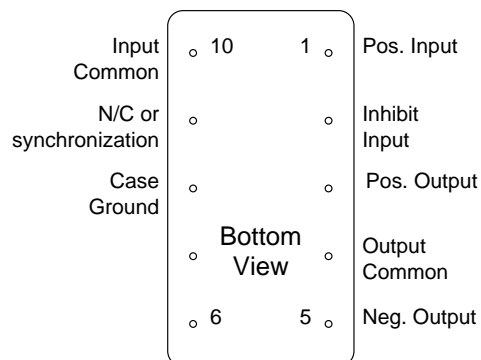 Input
Common
10
1
Pos. Input
N/C or
synchronization
Inhibit
Input
Case
Ground
Pos. Output
Bottom
View
Output
Common
6
5
Neg. Output